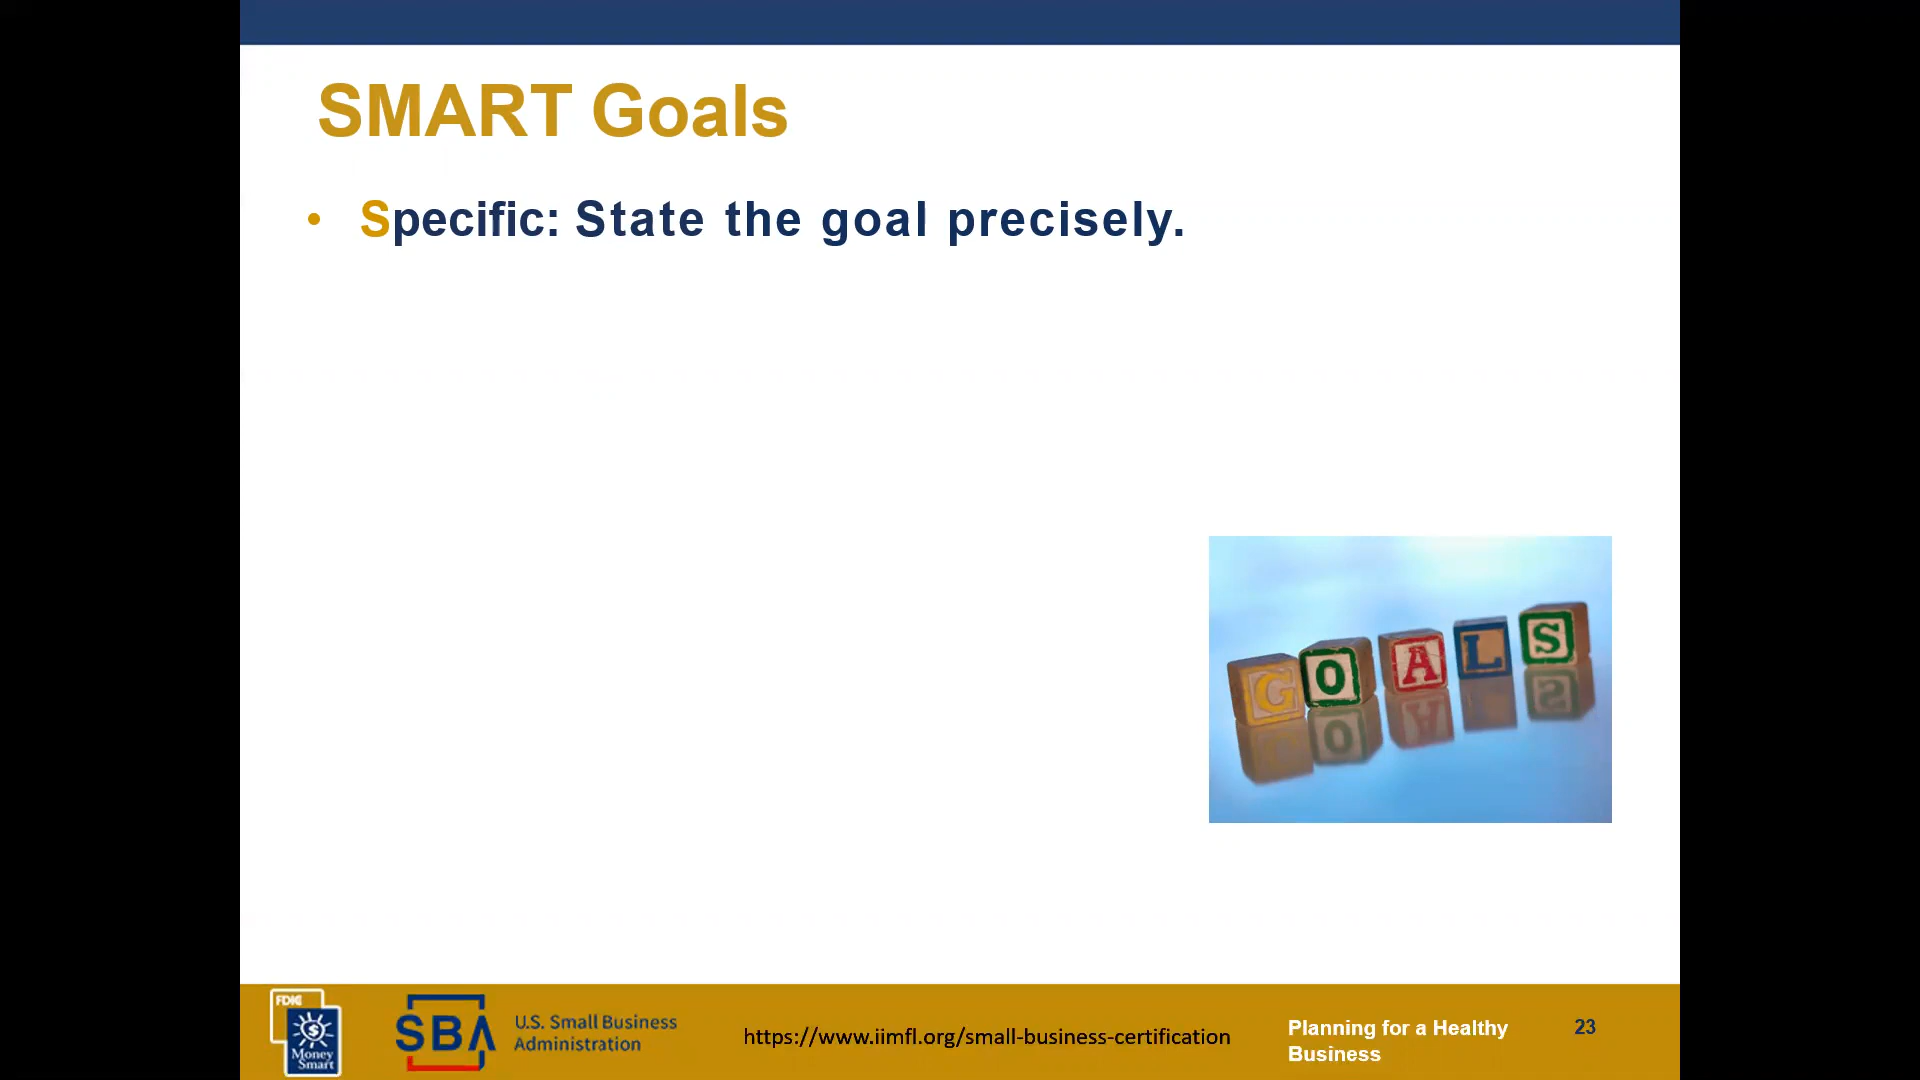 SMART Goals
• Specific: State the goal precisely.
G O A L S
FDIC
Money
Smart
SBA
U.S. Small Business
Administration
https://www.iimfl.org/small-business-certification
Planning for a Healthy
Business
23